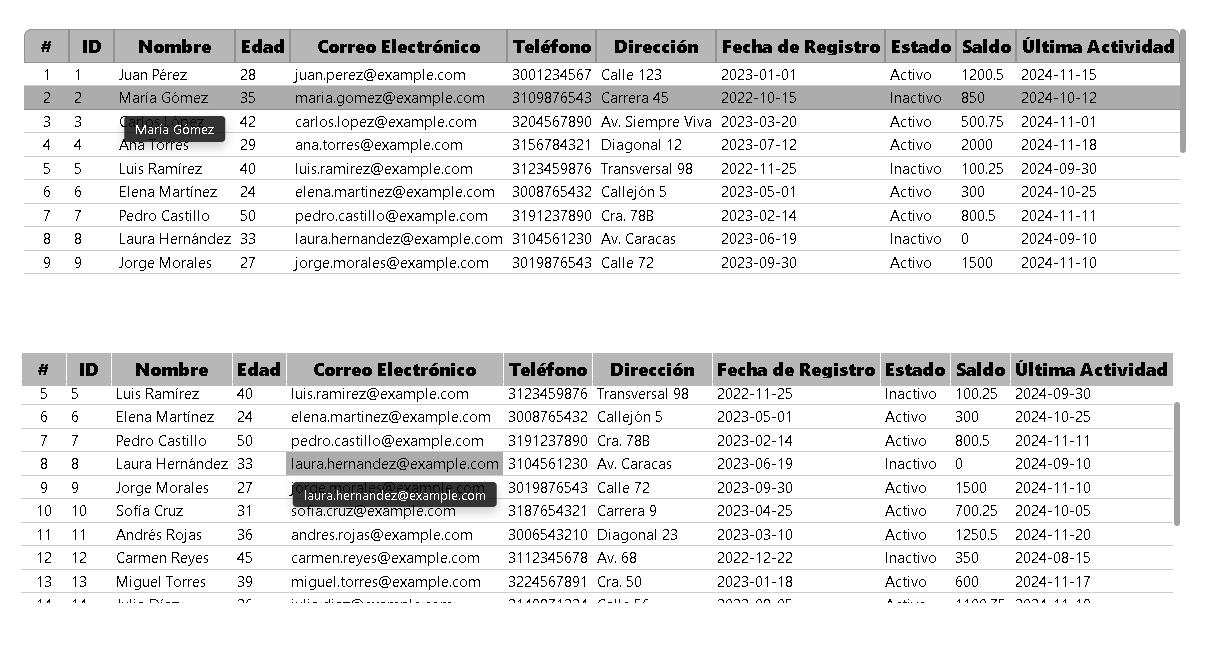 # ID Nombre Edad Correo Electrónico Teléfono Dirección Fecha de Registro Estado Saldo Última Actividad
1 1 Juan Pérez 28 juan.perez@example.com 3001234567 Calle 123 2023-01-01 Activo 1200.5 2024-11-15
2 2 María Gómez 35 maria.gomez@example.com 3109876543 Carrera 45 2022-10-15 Inactivo 850 2024-10-12
3 3 Carlos López 42 carlos.lopez@example.com 3204567890 Av. Siempre Viva 2023-03-20 Activo 500.75 2024-11-01
María Gómez
4 4 Ana Torres 29 ana.torres@example.com 3156784321 Diagonal 12 2023-07-12 Activo 2000 2024-11-18
5 5 Luis Ramírez 40 luis.ramirez@example.com 3123459876 Transversal 98 2022-11-25 Inactivo 100.25 2024-09-30
6 6 Elena Martínez 24 elena.martinez@example.com 3008765432 Callejón 5 2023-05-01 Activo 300 2024-10-25
7 7 Pedro Castillo 50 pedro.castillo@example.com 3191237890 Cra. 78B 2023-02-14 Activo 800.5 2024-11-11
8 8 Laura Hernández 33 laura.hernandez@example.com 3104561230 Av. Caracas 2023-06-19 Inactivo 0 2024-09-10
9 9 Jorge Morales 27 jorge.morales@example.com 3019876543 Calle 72 2023-09-30 Activo 1500 2024-11-10
# ID Nombre Edad Correo Electrónico Teléfono Dirección Fecha de Registro Estado Saldo Última Actividad
5 5 Luis Ramírez 40 luis.ramirez@example.com 3123459876 Transversal 98 2022-11-25 Inactivo 100.25 2024-09-30
6 6 Elena Martínez 24 elena.martinez@example.com 3008765432 Callejón 5 2023-05-01 Activo 300 2024-10-25
7 7 Pedro Castillo 50 pedro.castillo@example.com 3191237890 Cra. 78B 2023-02-14 Activo 800.5 2024-11-11
8 8 Laura Hernández 33 laura.hernandez@example.com 3104561230 Av. Caracas 2023-06-19 Inactivo 0 2024-09-10
9 9 Jorge Morales 27 jorge.morales@example.com 3019876543 Calle 72 2023-09-30 Activo 1500 2024-11-10
laura.hernandez@example.com
10 10 Sofía Cruz 31 sofia.cruz@example.com 3187654321 Carrera 9 2023-04-25 Activo 700.25 2024-10-05
11 11 Andrés Rojas 36 andres.rojas@example.com 3006543210 Diagonal 23 2023-03-10 Activo 1250.5 2024-11-20
12 12 Carmen Reyes 45 carmen.reyes@example.com 3112345678 Av. 68 2022-12-22 Inactivo 350 2024-08-15
13 13 Miguel Torres 39 miguel.torres@example.com 3224567891 Cra. 50 2023-01-18 Activo 600 2024-11-17